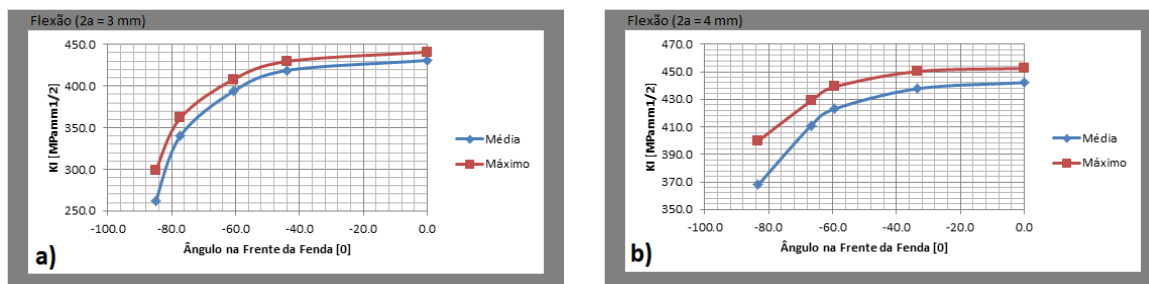 Flexão (2a = 3 mm)
450.0
400.0
350.0
300.0
250.0
KI [MPamm1/2]
-100.0 -80.0 -60.0 -40.0 -20.0 0.0
Ângulo na Frente da Fenda [0]
Média
Máximo
a)
Flexão (2a = 4 mm)
470.0
450.0
430.0
410.0
390.0
370.0
350.0
KI [MPamm1/2]
-100.0 -80.0 -60.0 -40.0 -20.0 0.0
Ângulo na Frente da Fenda [0]
Média
Máximo
b)